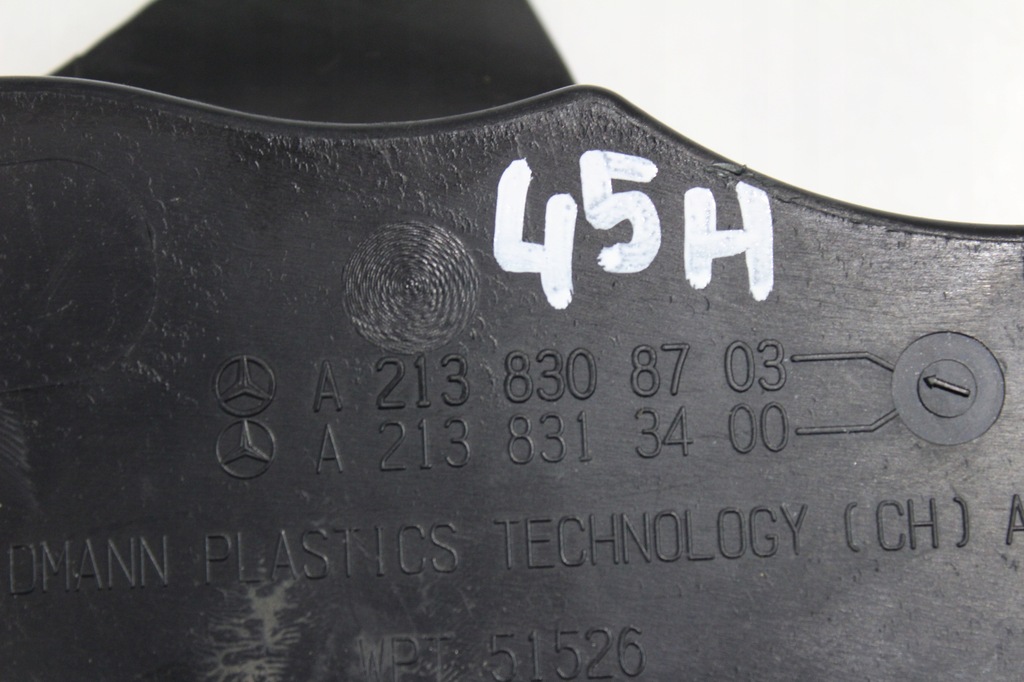 45H
A 213 830 87 03
A 213 831 34 00
DMANN PLASTICS TECHNOLOGY (CH) A
WPT 51526